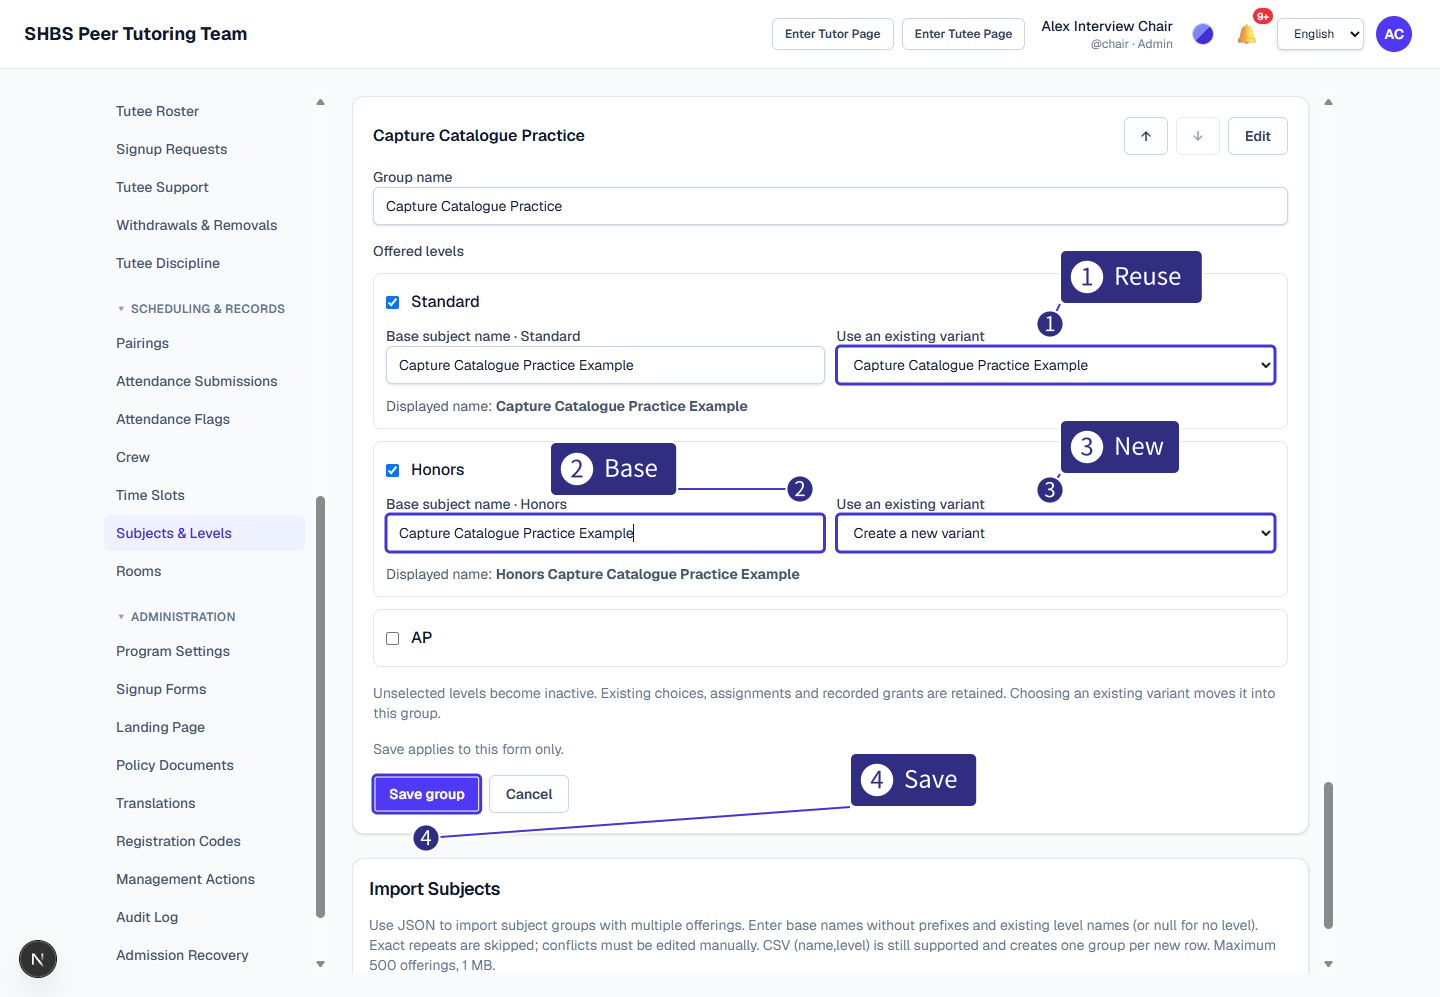 SHBS Peer Tutoring Team
Enter Tutor Page
Enter Tutee Page
Alex Interview Chair
@chair · Admin
9+
English
AC
Tutee Roster
Signup Requests
Tutee Support
Withdrawals & Removals
Tutee Discipline
SCHEDULING & RECORDS
Pairings
Attendance Submissions
Attendance Flags
Crew
Time Slots
Subjects & Levels
Rooms
ADMINISTRATION
Program Settings
Signup Forms
Landing Page
Policy Documents
Translations
Registration Codes
Management Actions
Audit Log
Admission Recovery
N
Capture Catalogue Practice
↑
↓
Edit
Group name
Capture Catalogue Practice
Offered levels
1 Reuse
Standard
1
Base subject name · Standard
Use an existing variant
Capture Catalogue Practice Example
Capture Catalogue Practice Example
Displayed name: Capture Catalogue Practice Example
3 New
Honors
2 Base
2
3
Base subject name · Honors
Use an existing variant
Capture Catalogue Practice Example
Create a new variant
Displayed name: Honors Capture Catalogue Practice Example
AP
Unselected levels become inactive. Existing choices, assignments and recorded grants are retained. Choosing an existing variant moves it into
this group.
Save applies to this form only.
4 Save
Save group
Cancel
4
Import Subjects
Use JSON to import subject groups with multiple offerings. Enter base names without prefixes and existing level names (or null for no level).
Exact repeats are skipped; conflicts must be edited manually. CSV (name,level) is still supported and creates one group per new row. Maximum
500 offerings, 1 MB.